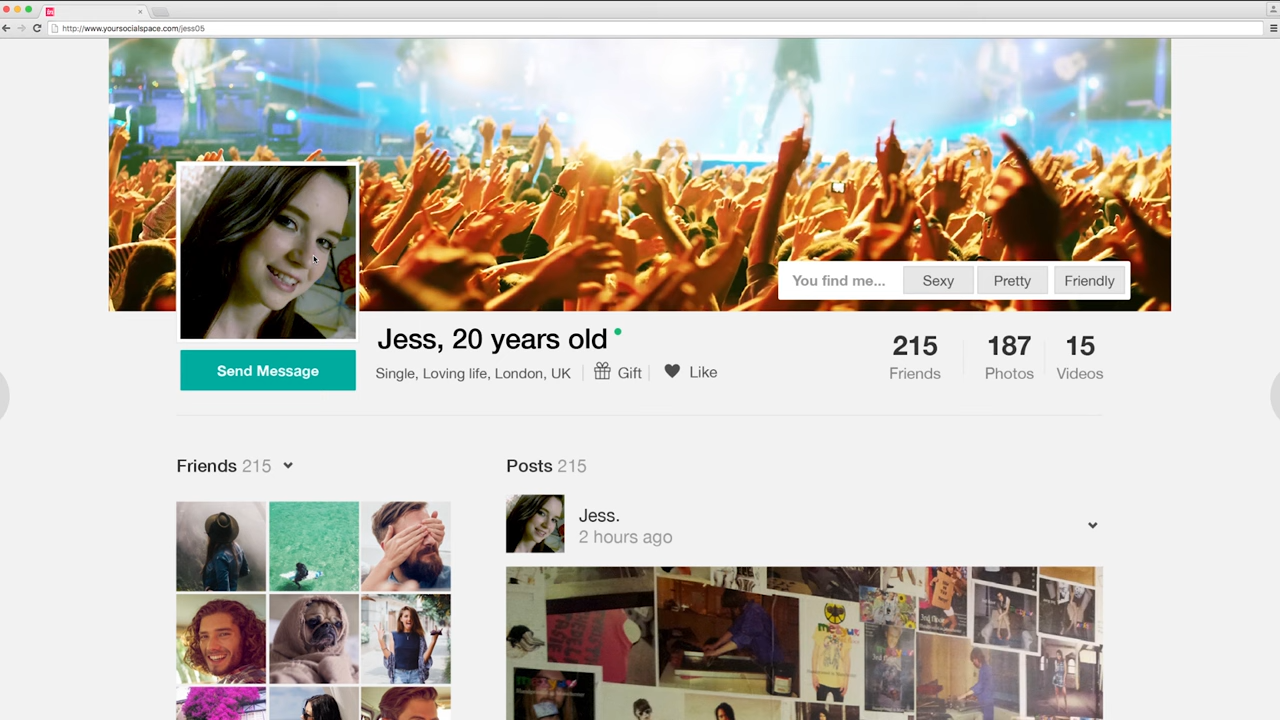 http://www.yoursocialspace.com/jess05
You find me... Sexy Pretty Friendly
Jess, 20 years old
Single, Loving life, London, UK Gift Like
215 187 15
Friends Photos Videos
Send Message
Friends 215
Posts 215
Jess.
2 hours ago